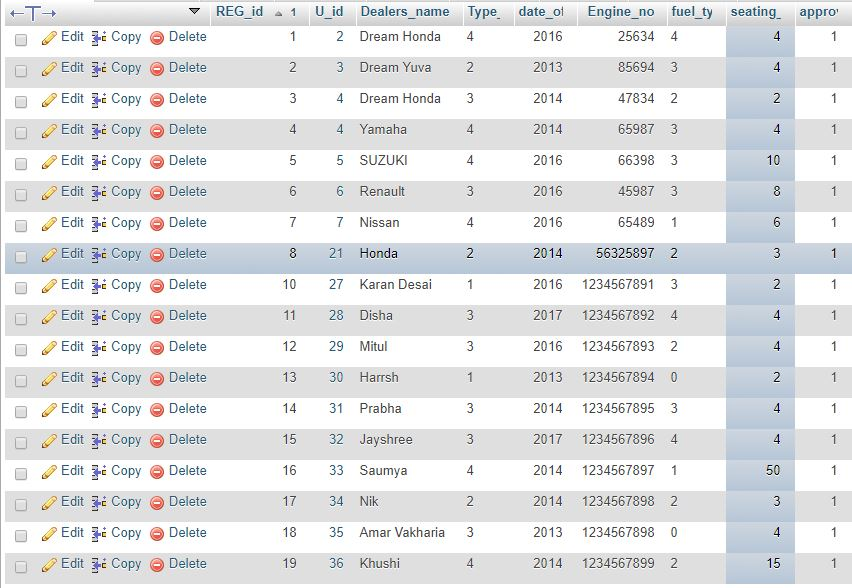 REG_id 1 U_id Dealers_name Type_ date_of Engine_no fuel_ty seating_ approv
Edit Copy Delete 1 2 Dream Honda 4 2016 25634 4 4 1
Edit Copy Delete 2 3 Dream Yuva 2 2013 85694 3 4 1
Edit Copy Delete 3 4 Dream Honda 3 2014 47834 2 2 1
Edit Copy Delete 4 4 Yamaha 4 2014 65987 3 4 1
Edit Copy Delete 5 5 SUZUKI 4 2016 66398 3 10 1
Edit Copy Delete 6 6 Renault 3 2016 45987 3 8 1
Edit Copy Delete 7 7 Nissan 4 2016 65489 1 6 1
Edit Copy Delete 8 21 Honda 2 2014 56325897 2 3 1
Edit Copy Delete 10 27 Karan Desai 1 2016 1234567891 3 2 1
Edit Copy Delete 11 28 Disha 3 2017 1234567892 4 4 1
Edit Copy Delete 12 29 Mitul 3 2016 1234567893 2 4 1
Edit Copy Delete 13 30 Harrsh 1 2013 1234567894 0 2 1
Edit Copy Delete 14 31 Prabha 3 2014 1234567895 3 4 1
Edit Copy Delete 15 32 Jayshree 3 2017 1234567896 4 4 1
Edit Copy Delete 16 33 Saumya 4 2014 1234567897 1 50 1
Edit Copy Delete 17 34 Nik 2 2014 1234567898 2 3 1
Edit Copy Delete 18 35 Amar Vakharia 3 2013 1234567898 0 4 1
Edit Copy Delete 19 36 Khushi 4 2014 1234567899 2 15 1